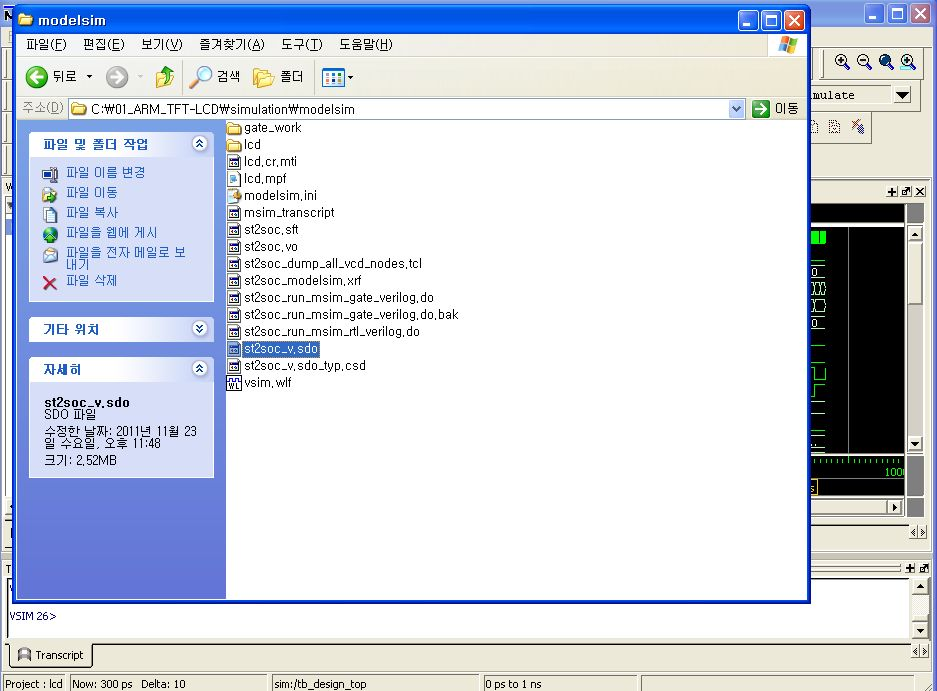 modelsim
파일(F) 편집(E) 보기(V) 즐겨찾기(A) 도구(T) 도움말(H)
뒤로 검색 폴더
주소(D) C:₩01_ARM_TFT-LCD₩simulation₩modelsim 이동
mulate
파일 및 폴더 작업
파일 이름 변경
파일 이동
파일 복사
파일을 웹에 게시
파일을 전자 메일로 보
내기
파일 삭제
기타 위치
자세히
st2soc_v.sdo
SDO 파일
수정한 날짜: 2011년 11월 23
일 수요일, 오후 11:48
크기: 2.52MB
gate_work
lcd
lcd.cr.mti
lcd.mpf
modelsim.ini
msim_transcript
st2soc.sft
st2soc.vo
st2soc_dump_all_vcd_nodes.tcl
st2soc_modelsim.xrf
st2soc_run_msim_gate_verilog.do
st2soc_run_msim_gate_verilog.do.bak
st2soc_run_msim_rtl_verilog.do
st2soc_v.sdo
st2soc_v.sdo_typ.csd
vsim.wlf
1000
VSIM 26>
Transcript
Project : lcd Now: 300 ps Delta: 10 sim:/tb_design_top 0 ps to 1 ns